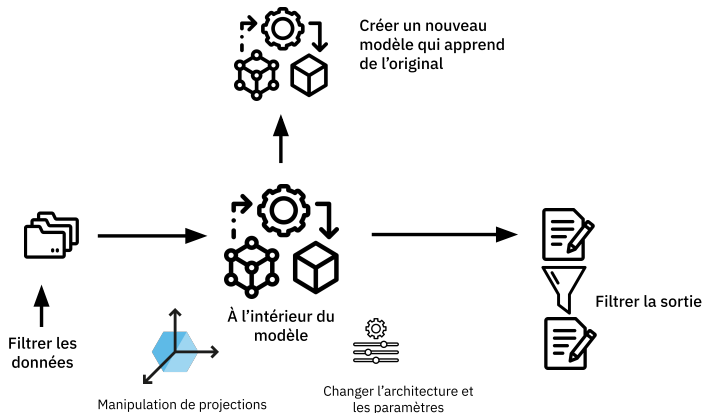 Créer un nouveau
modèle qui apprend
de l’original
Filtrer les
données
À l’intérieur du
modèle
Filtrer la sortie
Manipulation de projections
Changer l’architecture et
les paramètres